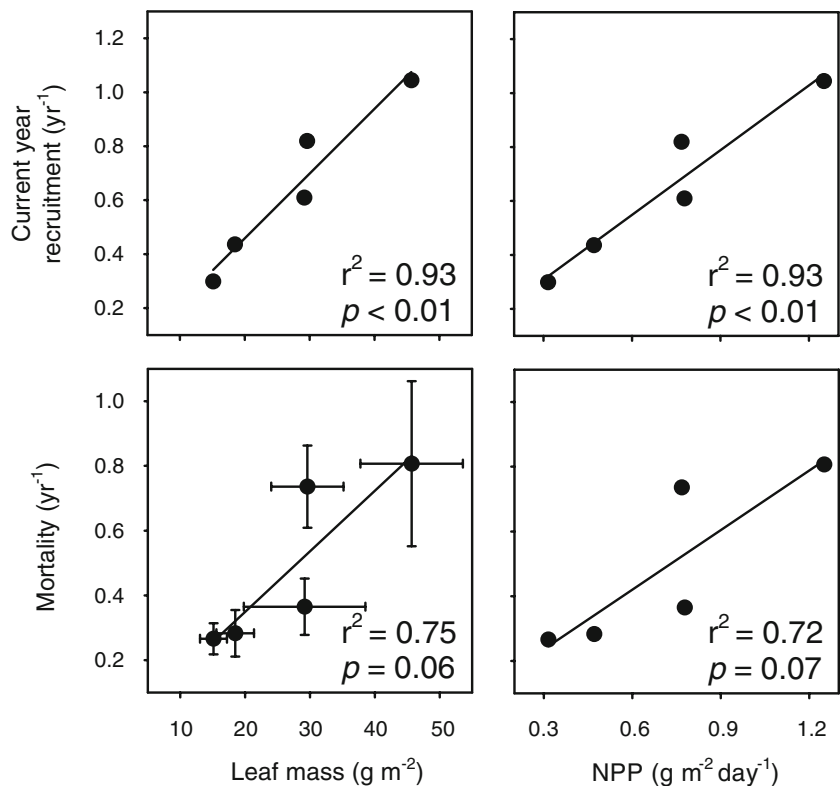 Current year
recruitment (yr⁻¹)
1.2
1.0
0.8
0.6
0.4
0.2
r² = 0.93
p < 0.01
r² = 0.93
p < 0.01
Mortality (yr⁻¹)
1.0
0.8
0.6
0.4
0.2
r² = 0.75
p = 0.06
r² = 0.72
p = 0.07
10 20 30 40 50
0.3 0.6 0.9 1.2
Leaf mass (g m⁻²)
NPP (g m⁻² day⁻¹)